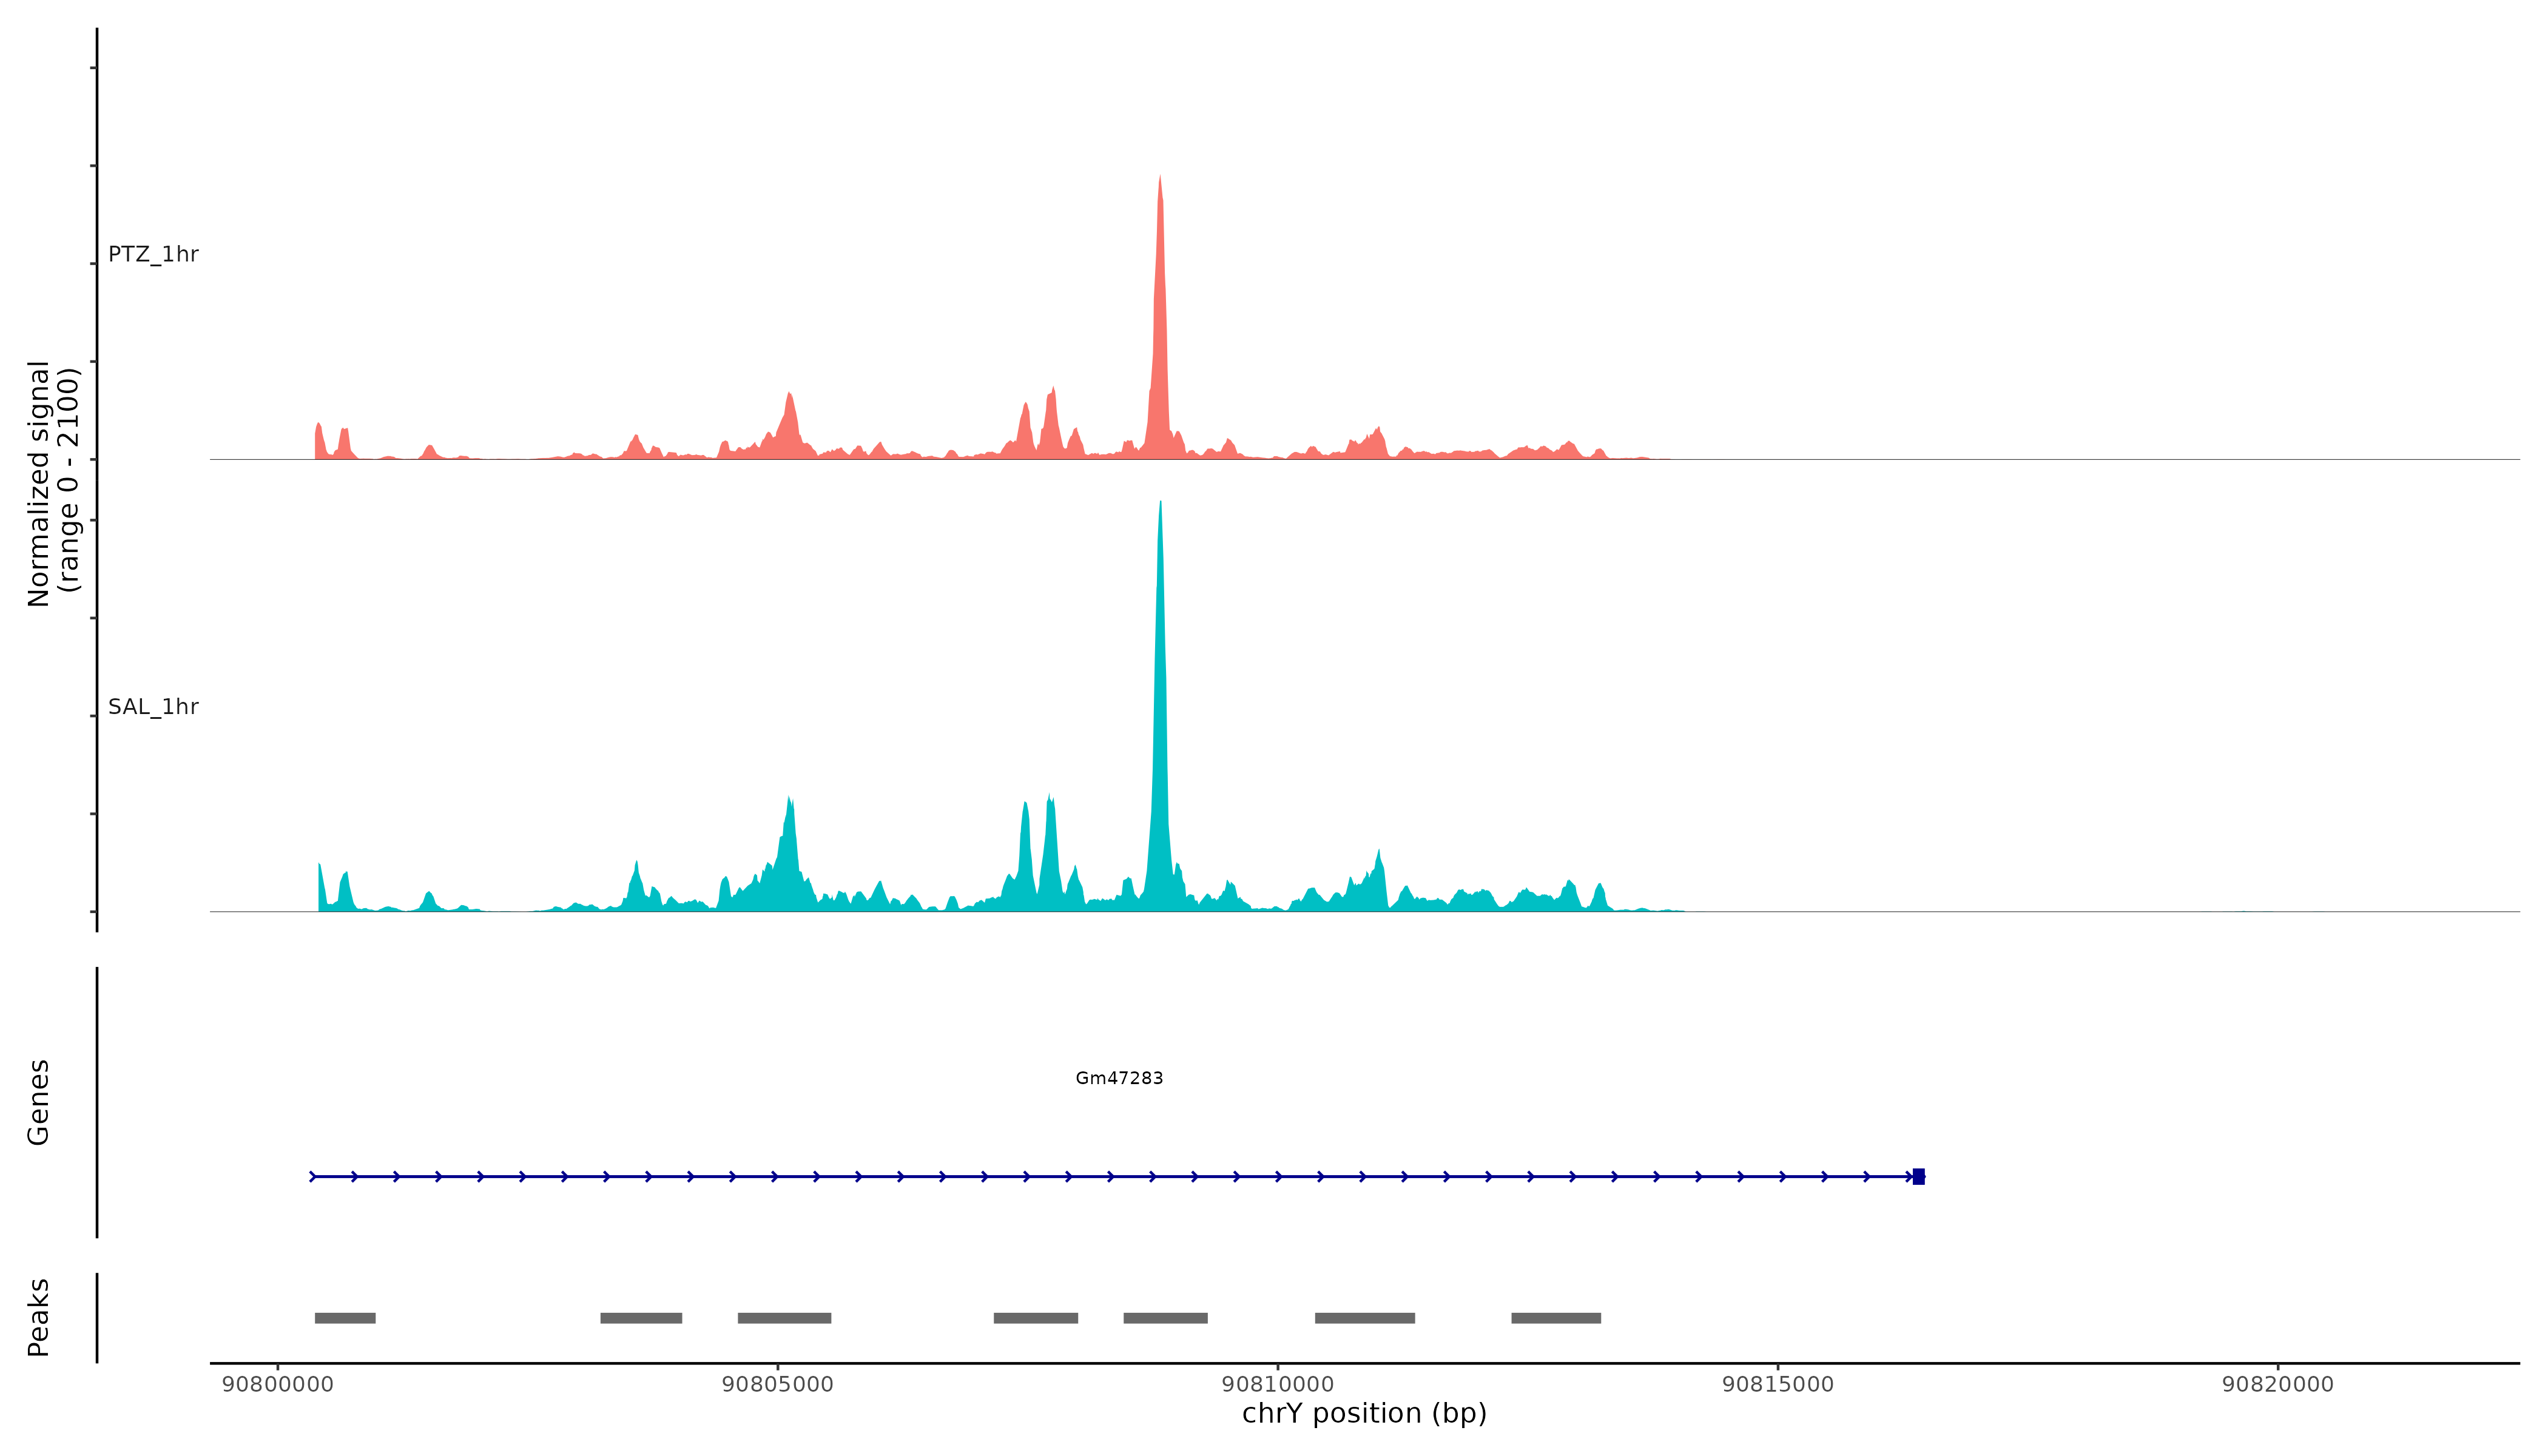 PTZ_1hr
Normalized signal
(range 0 - 2100)
SAL_1hr
Genes
Gm47283
Peaks
90800000 90805000 90810000 90815000 90820000
chrY position (bp)